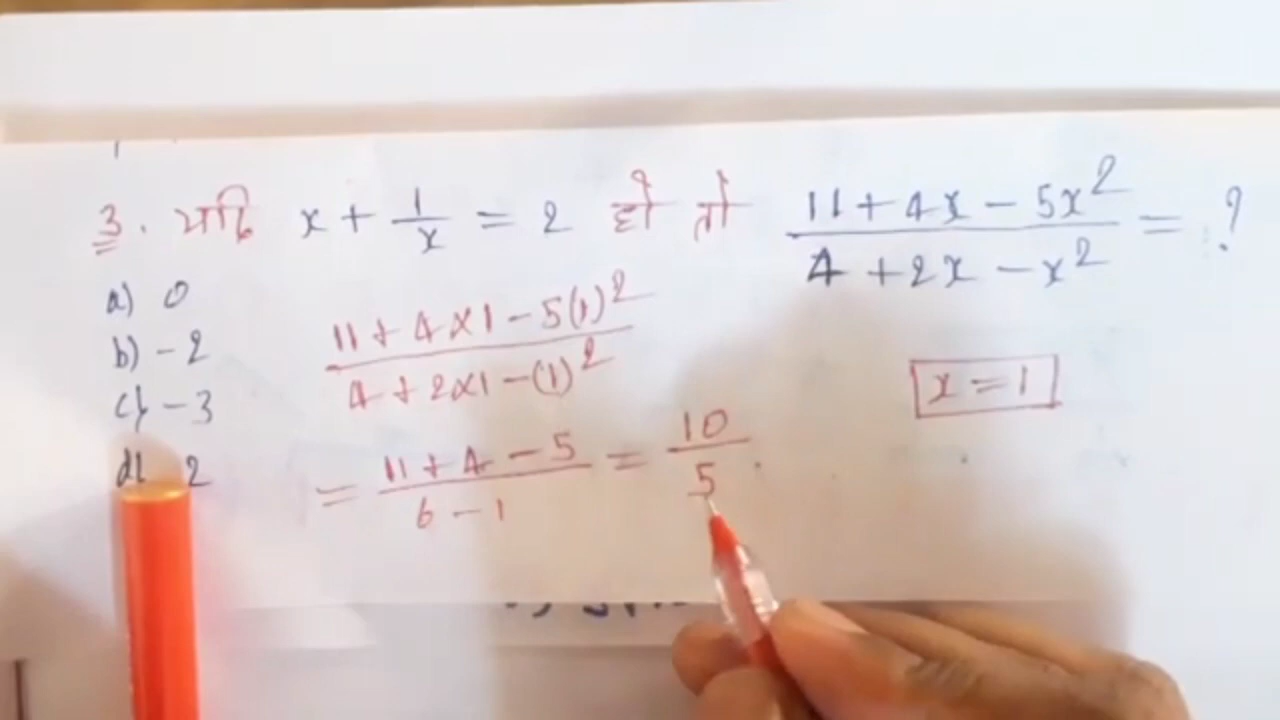 3. यदि x + 1/x = 2 हो तो (11 + 4x - 5x²)/(4 + 2x - x²) = ?
a) 0
b) -2
c) -3
d) 2
(11 + 4×1 - 5(1)²)/(4 + 2×1 - (1)²)
x = 1
= (11 + 4 - 5)/(6 - 1) = 10/5